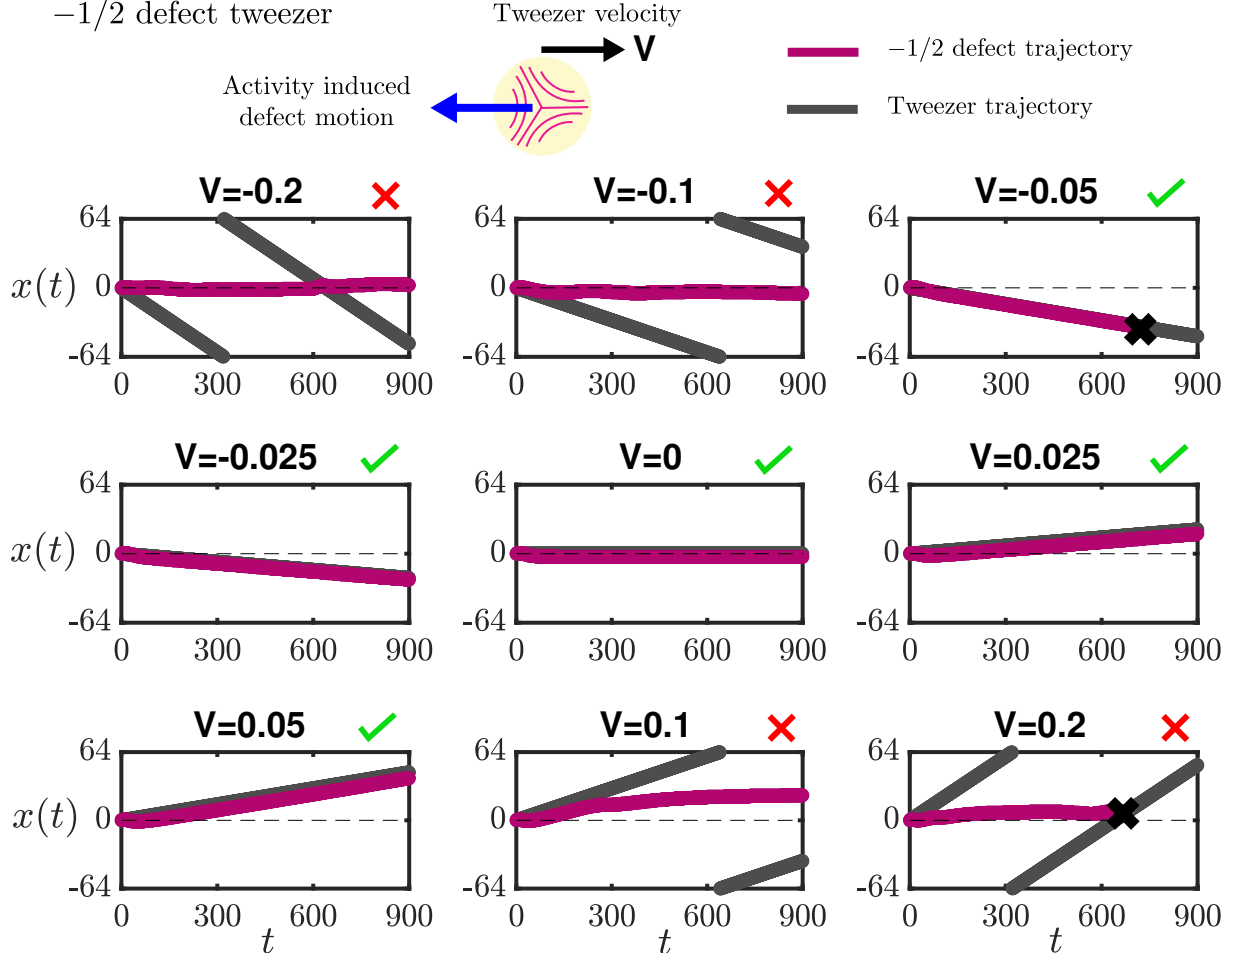 −1/2 defect tweezer
Tweezer velocity
V
Activity induced
defect motion
−1/2 defect trajectory
Tweezer trajectory
V=-0.2
V=-0.1
V=-0.05
64
0
-64
x(t)
0 300 600 900
64
0
-64
0 300 600 900
64
0
-64
0 300 600 900
V=-0.025
V=0
V=0.025
64
0
-64
x(t)
0 300 600 900
64
0
-64
0 300 600 900
64
0
-64
0 300 600 900
V=0.05
V=0.1
V=0.2
64
0
-64
x(t)
0 300 600 900
t
64
0
-64
0 300 600 900
t
64
0
-64
0 300 600 900
t